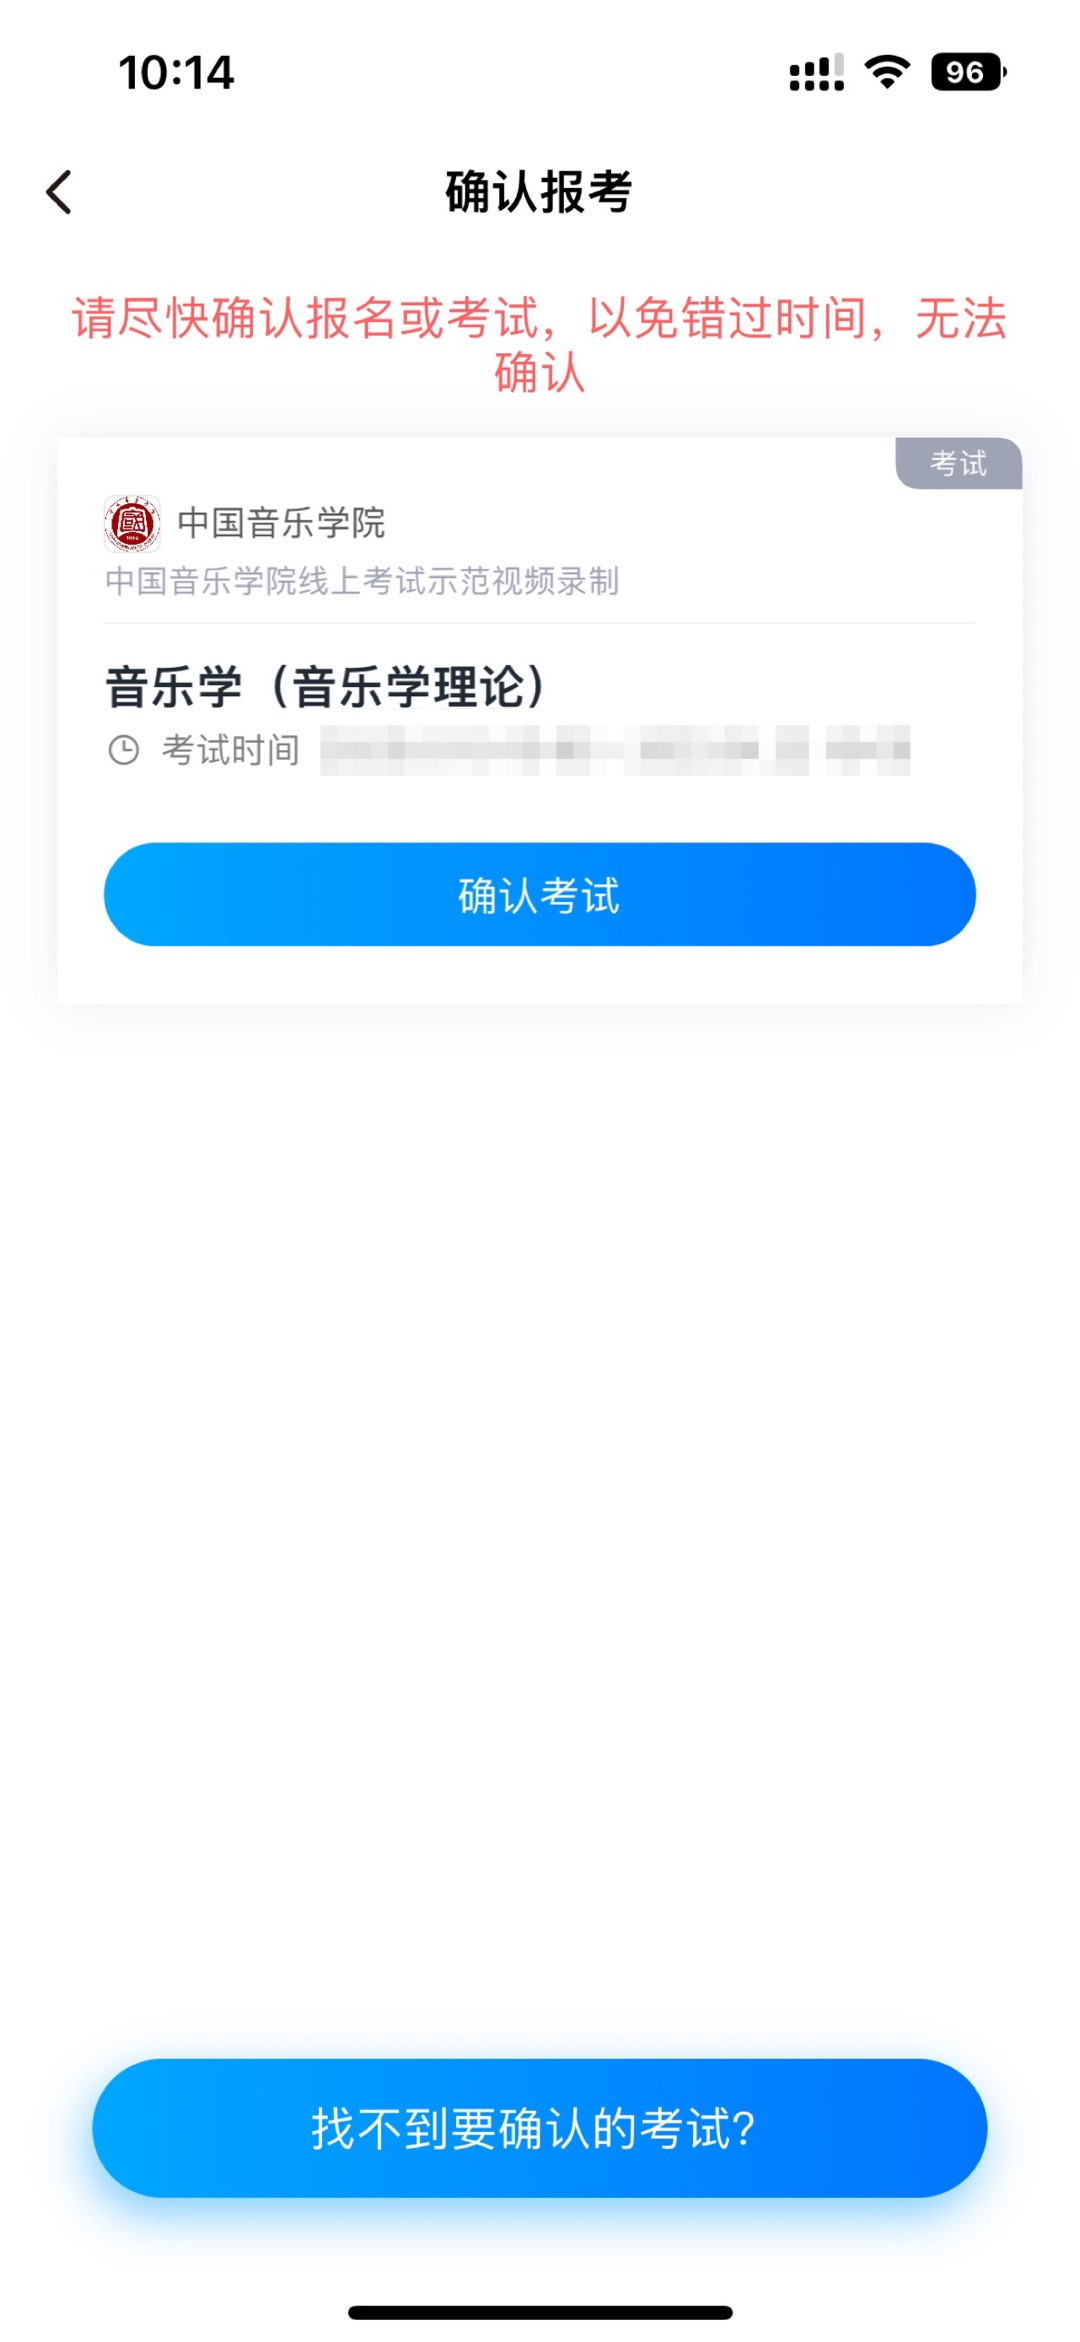 10:14
96
确认报考
请尽快确认报名或考试，以免错过时间，无法
确认
考试
中国音乐学院
中国音乐学院线上考试示范视频录制
音乐学（音乐学理论）
考试时间
确认考试
找不到要确认的考试?